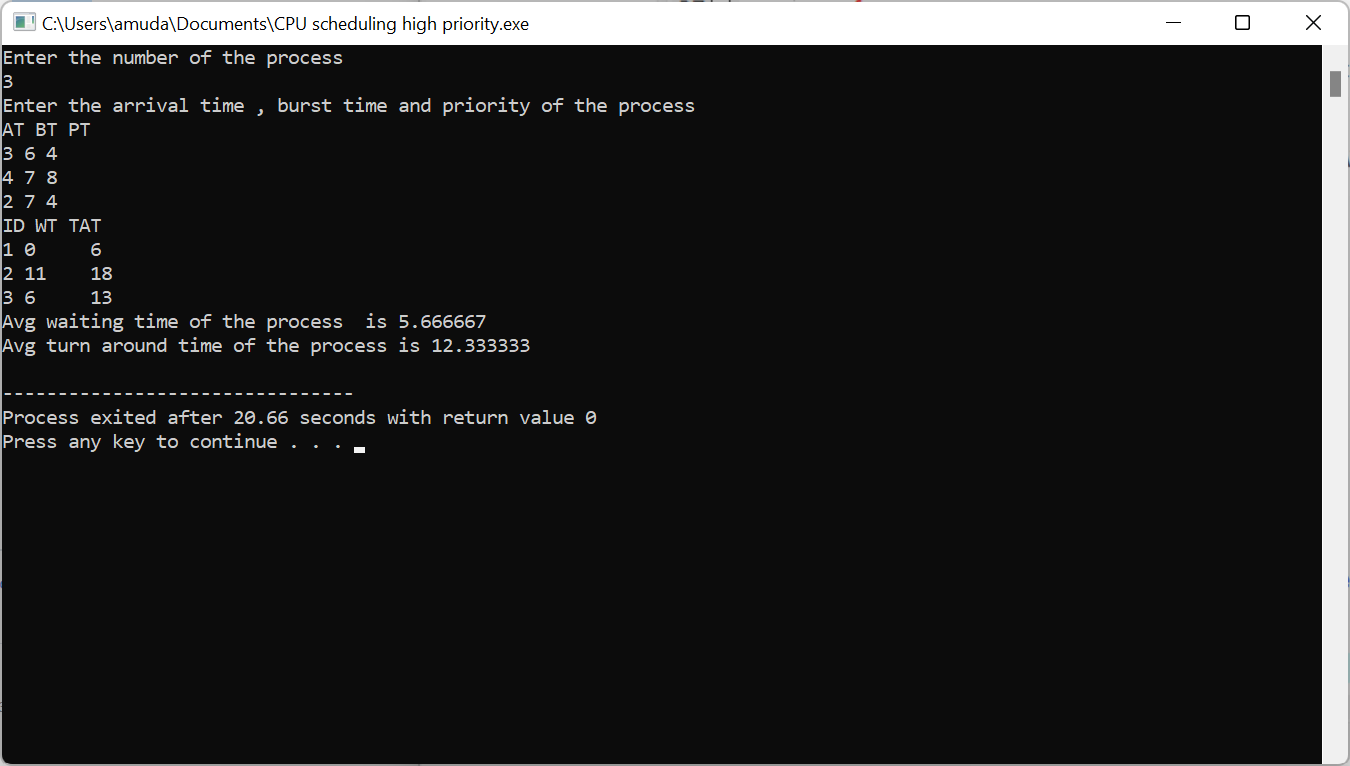 C:\Users\amuda\Documents\CPU scheduling high priority.exe
Enter the number of the process
3
Enter the arrival time , burst time and priority of the process
AT BT PT
3 6 4
4 7 8
2 7 4
ID WT TAT
1 0     6
2 11    18
3 6     13
Avg waiting time of the process  is 5.666667
Avg turn around time of the process is 12.333333
--------------------------------
Process exited after 20.66 seconds with return value 0
Press any key to continue . . .